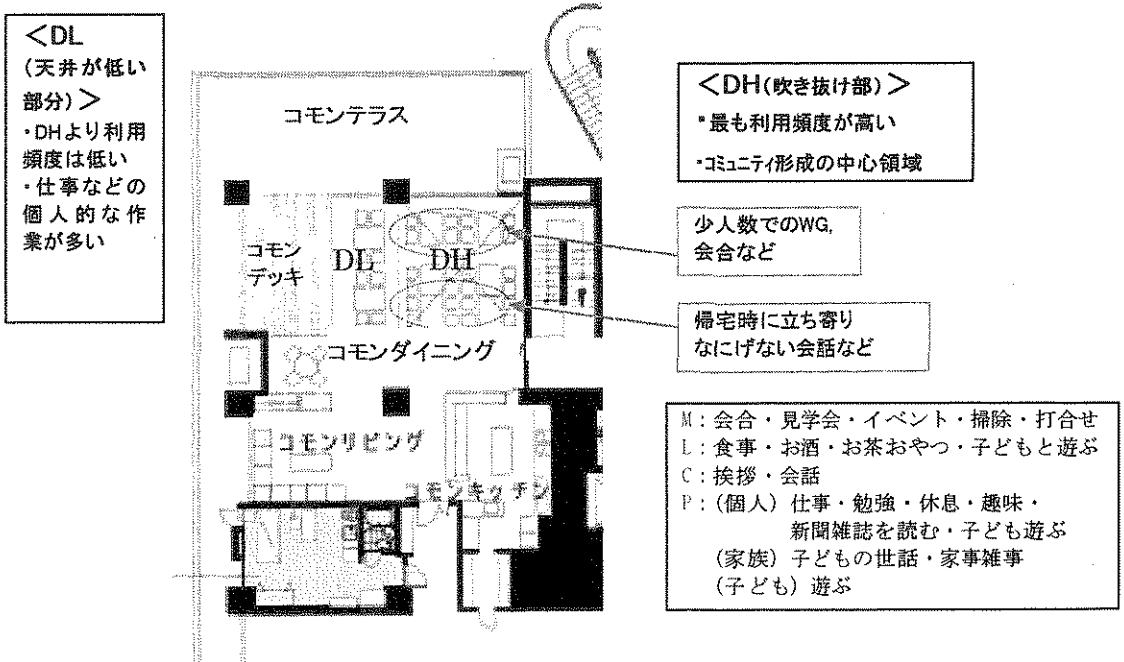 ＜DL
(天井が低い
部分)＞
・DHより利用
頻度は低い
・仕事などの
個人的な作
業が多い
コモンテラス
コモン
デッキ
DL
DH
コモンダイニング
コモンリビング
コモンキッチン
＜DH(吹き抜け部)＞
・最も利用頻度が高い
・コミュニティ形成の中心領域
少人数でのWG,
会合など
帰宅時に立ち寄り
なにげない会話など
M：会合・見学会・イベント・掃除・打合せ
L：食事・お酒・お茶おやつ・子どもと遊ぶ
C：挨拶・会話
P：(個人) 仕事・勉強・休息・趣味・
新聞雑誌を読む・子ども遊ぶ
(家族) 子どもの世話・家事雑事
(子ども) 遊ぶ